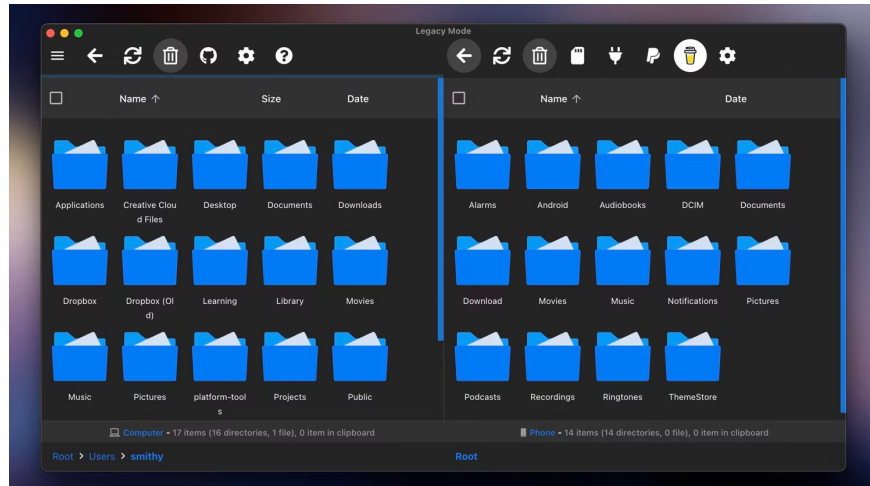 Legacy Mode
Name ↑ Size Date
Name ↑ Date
Applications
Creative Clou
d Files
Desktop
Documents
Downloads
Dropbox
Dropbox (Ol
d)
Learning
Library
Movies
Music
Pictures
platform-tool
s
Projects
Public
Alarms
Android
Audiobooks
DCIM
Documents
Download
Movies
Music
Notifications
Pictures
Podcasts
Recordings
Ringtones
ThemeStore
Computer - 17 items (16 directories, 1 file), 0 item in clipboard
Phone - 14 items (14 directories, 0 file), 0 item in clipboard
Root > Users > smithy
Root